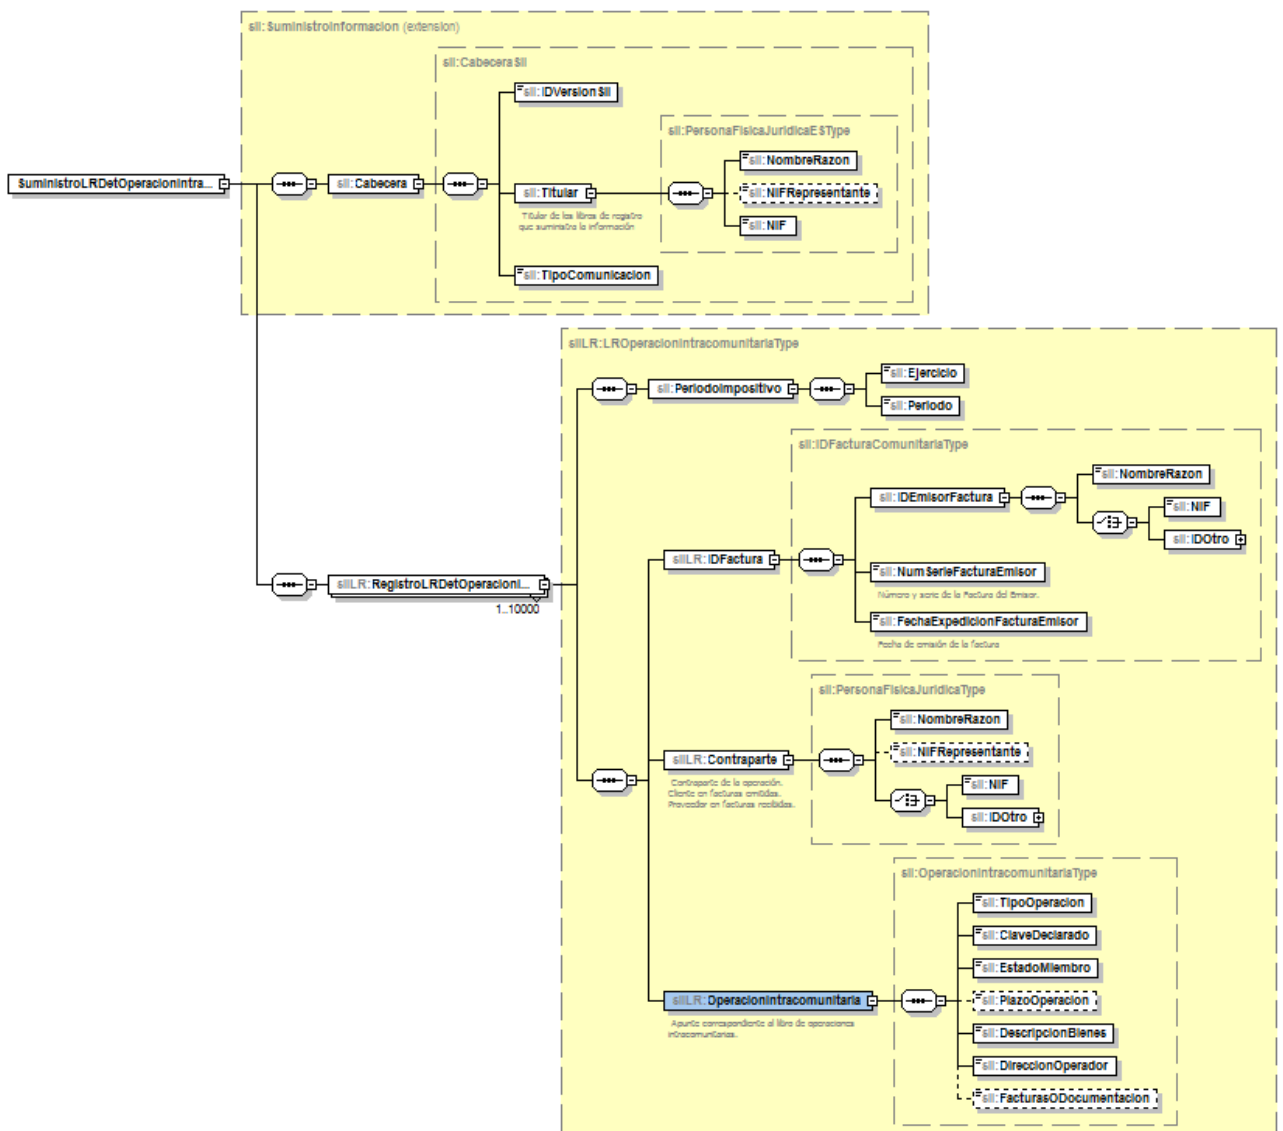 sii:SuministroInformacion (extension)
sii:CabeceraSii
sii:IDVersionSii
sii:PersonaFisicaJuridicaESType
sii:NombreRazon
SuministroLRDetOperacionIntra...
sii:Cabecera
sii:Titular
sii:NIFRepresentante
Titular de los libros de registro
que suministra la información
sii:NIF
sii:TipoComunicacion
siiLR:LROperacionIntracomunitariaType
sii:PeriodoImpositivo
sii:Ejercicio
sii:Periodo
sii:IDFacturaComunitariaType
sii:NombreRazon
sii:IDEmisorFactura
sii:NIF
sii:IDOtro
siiLR:IDFactura
sii:NumSerieFacturaEmisor
Número y serie de la Factura del Emisor.
siiLR:RegistroLRDetOperacionI...
1..10000
sii:FechaExpedicionFacturaEmisor
Fecha de emisión de la factura
sii:PersonaFisicaJuridicaType
sii:NombreRazon
siiLR:Contraparte
sii:NIFRepresentante
Contraparte de la operación.
Cliente en facturas emitidas.
Proveedor en facturas recibidas.
sii:NIF
sii:IDOtro
sii:OperacionIntracomunitariaType
sii:TipoOperacion
sii:ClaveDeclarado
sii:EstadoMiembro
siiLR:OperacionIntracomunitaria
sii:PlazoOperacion
Apunte correspondiente al libro de operaciones
intracomunitarias.
sii:DescripcionBienes
sii:DireccionOperador
sii:FacturasODocumentacion